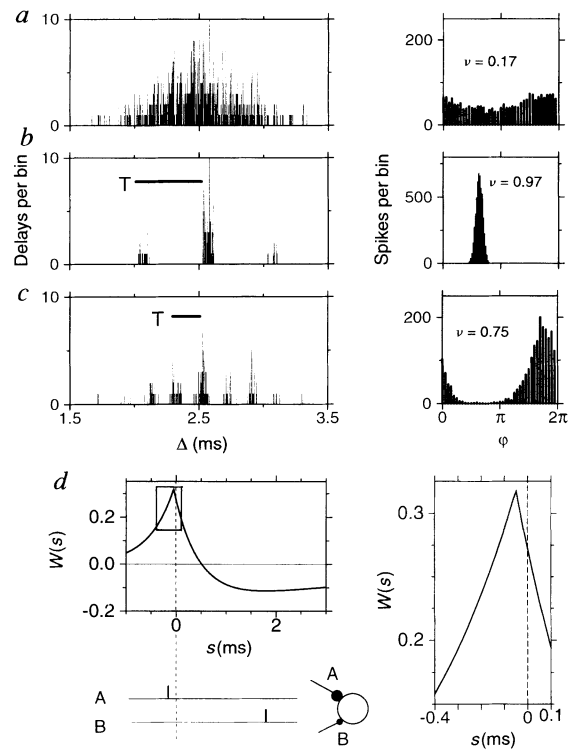 a
10
5
0
200
100
0
ν = 0.17
b
10
0
T
500
0
ν = 0.97
Delays per bin
Spikes per bin
c
10
0
T
1.5
2.5
3.5
Δ (ms)
200
0
ν = 0.75
0
π
2π
φ
d
0.2
0.0
-0.2
W(s)
0
2
s(ms)
0.3
0.2
W(s)
-0.4
0
0.1
s(ms)
A
B
A
B